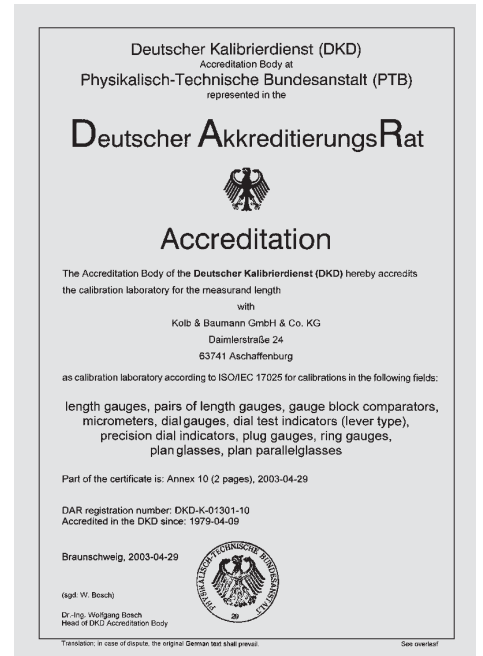 Deutscher Kalibrierdienst (DKD)
Accreditation Body at
Physikalisch-Technische Bundesanstalt (PTB)
represented in the
Deutscher AkkreditierungsRat
Accreditation
The Accreditation Body of the Deutscher Kalibrierdienst (DKD) hereby accredits
the calibration laboratory for the measurand length
with
Kolb & Baumann GmbH & Co. KG
Daimlerstraße 24
63741 Aschaffenburg
as calibration laboratory according to ISO/IEC 17025 for calibrations in the following fields:
length gauges, pairs of length gauges, gauge block comparators,
micrometers, dial gauges, dial test indicators (lever type),
precision dial indicators, plug gauges, ring gauges,
plan glasses, plan parallelglasses
Part of the certificate is: Annex 10 (2 pages), 2003-04-29
DAR registration number: DKD-K-01301-10
Accredited in the DKD since: 1979-04-09
Braunschweig, 2003-04-29
PHYSIKALISCH-TECHNISCHE BUNDESANSTALT
29
(sgd. W. Bosch)
Dr.-Ing. Wolfgang Bosch
Head of DKD Accreditation Body
Translation; in case of dispute, the original German text shall prevail.
See overleaf